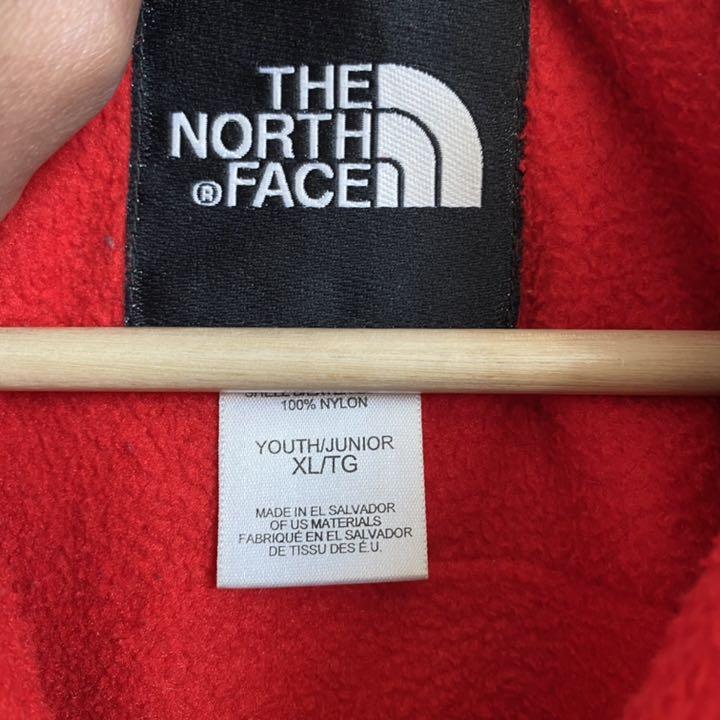 THE
NORTH
®FACE
100% NYLON
YOUTH/JUNIOR
XL/TG
MADE IN EL SALVADOR
OF US MATERIALS
FABRIQUÉ EN EL SALVADOR
DE TISSU DES É.U.